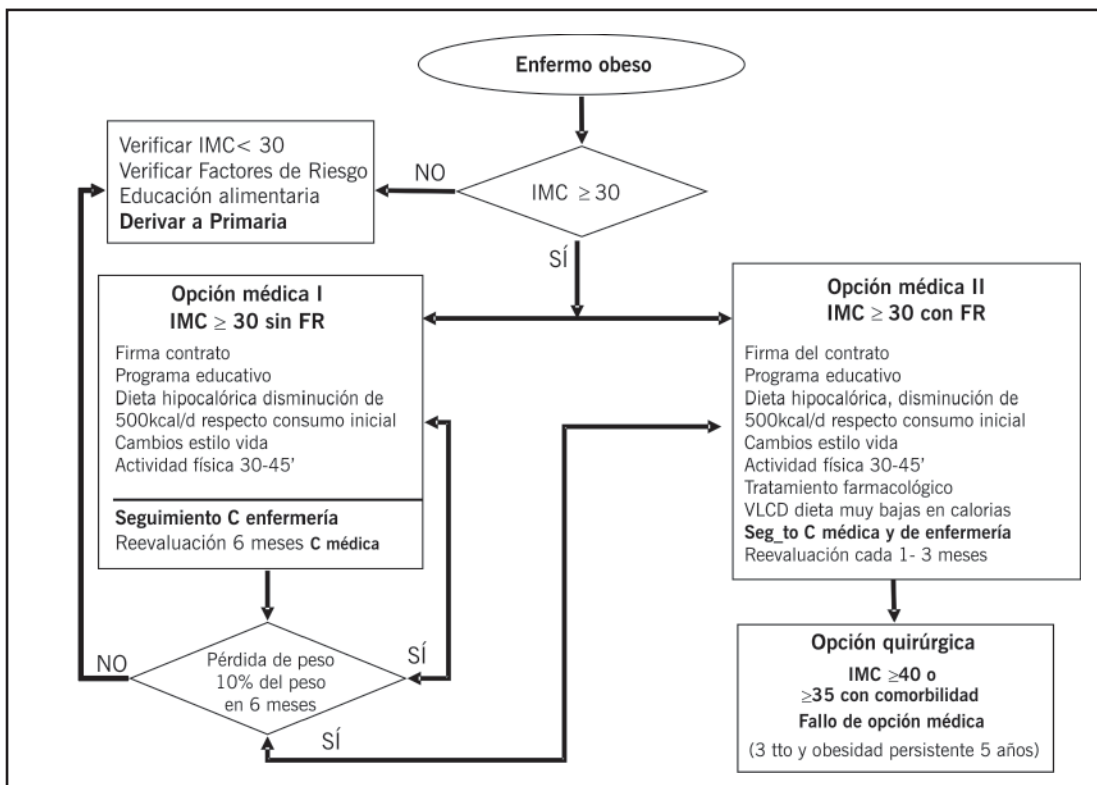 Enfermo obeso
Verificar IMC< 30
Verificar Factores de Riesgo
Educación alimentaria
Derivar a Primaria
NO
IMC ≥ 30
SÍ
Opción médica I
IMC ≥ 30 sin FR
Firma contrato
Programa educativo
Dieta hipocalórica disminución de
500kcal/d respecto consumo inicial
Cambios estilo vida
Actividad física 30-45’
Seguimiento C enfermería
Reevaluación 6 meses C médica
Opción médica II
IMC ≥ 30 con FR
Firma del contrato
Programa educativo
Dieta hipocalórica, disminución de
500kcal/d respecto consumo inicial
Cambios estilo vida
Actividad física 30-45’
Tratamiento farmacológico
VLCD dieta muy bajas en calorias
Seg_to C médica y de enfermería
Reevaluación cada 1- 3 meses
NO
Pérdida de peso
10% del peso
en 6 meses
SÍ
SÍ
Opción quirúrgica
IMC ≥40 o
≥35 con comorbilidad
Fallo de opción médica
(3 tto y obesidad persistente 5 años)